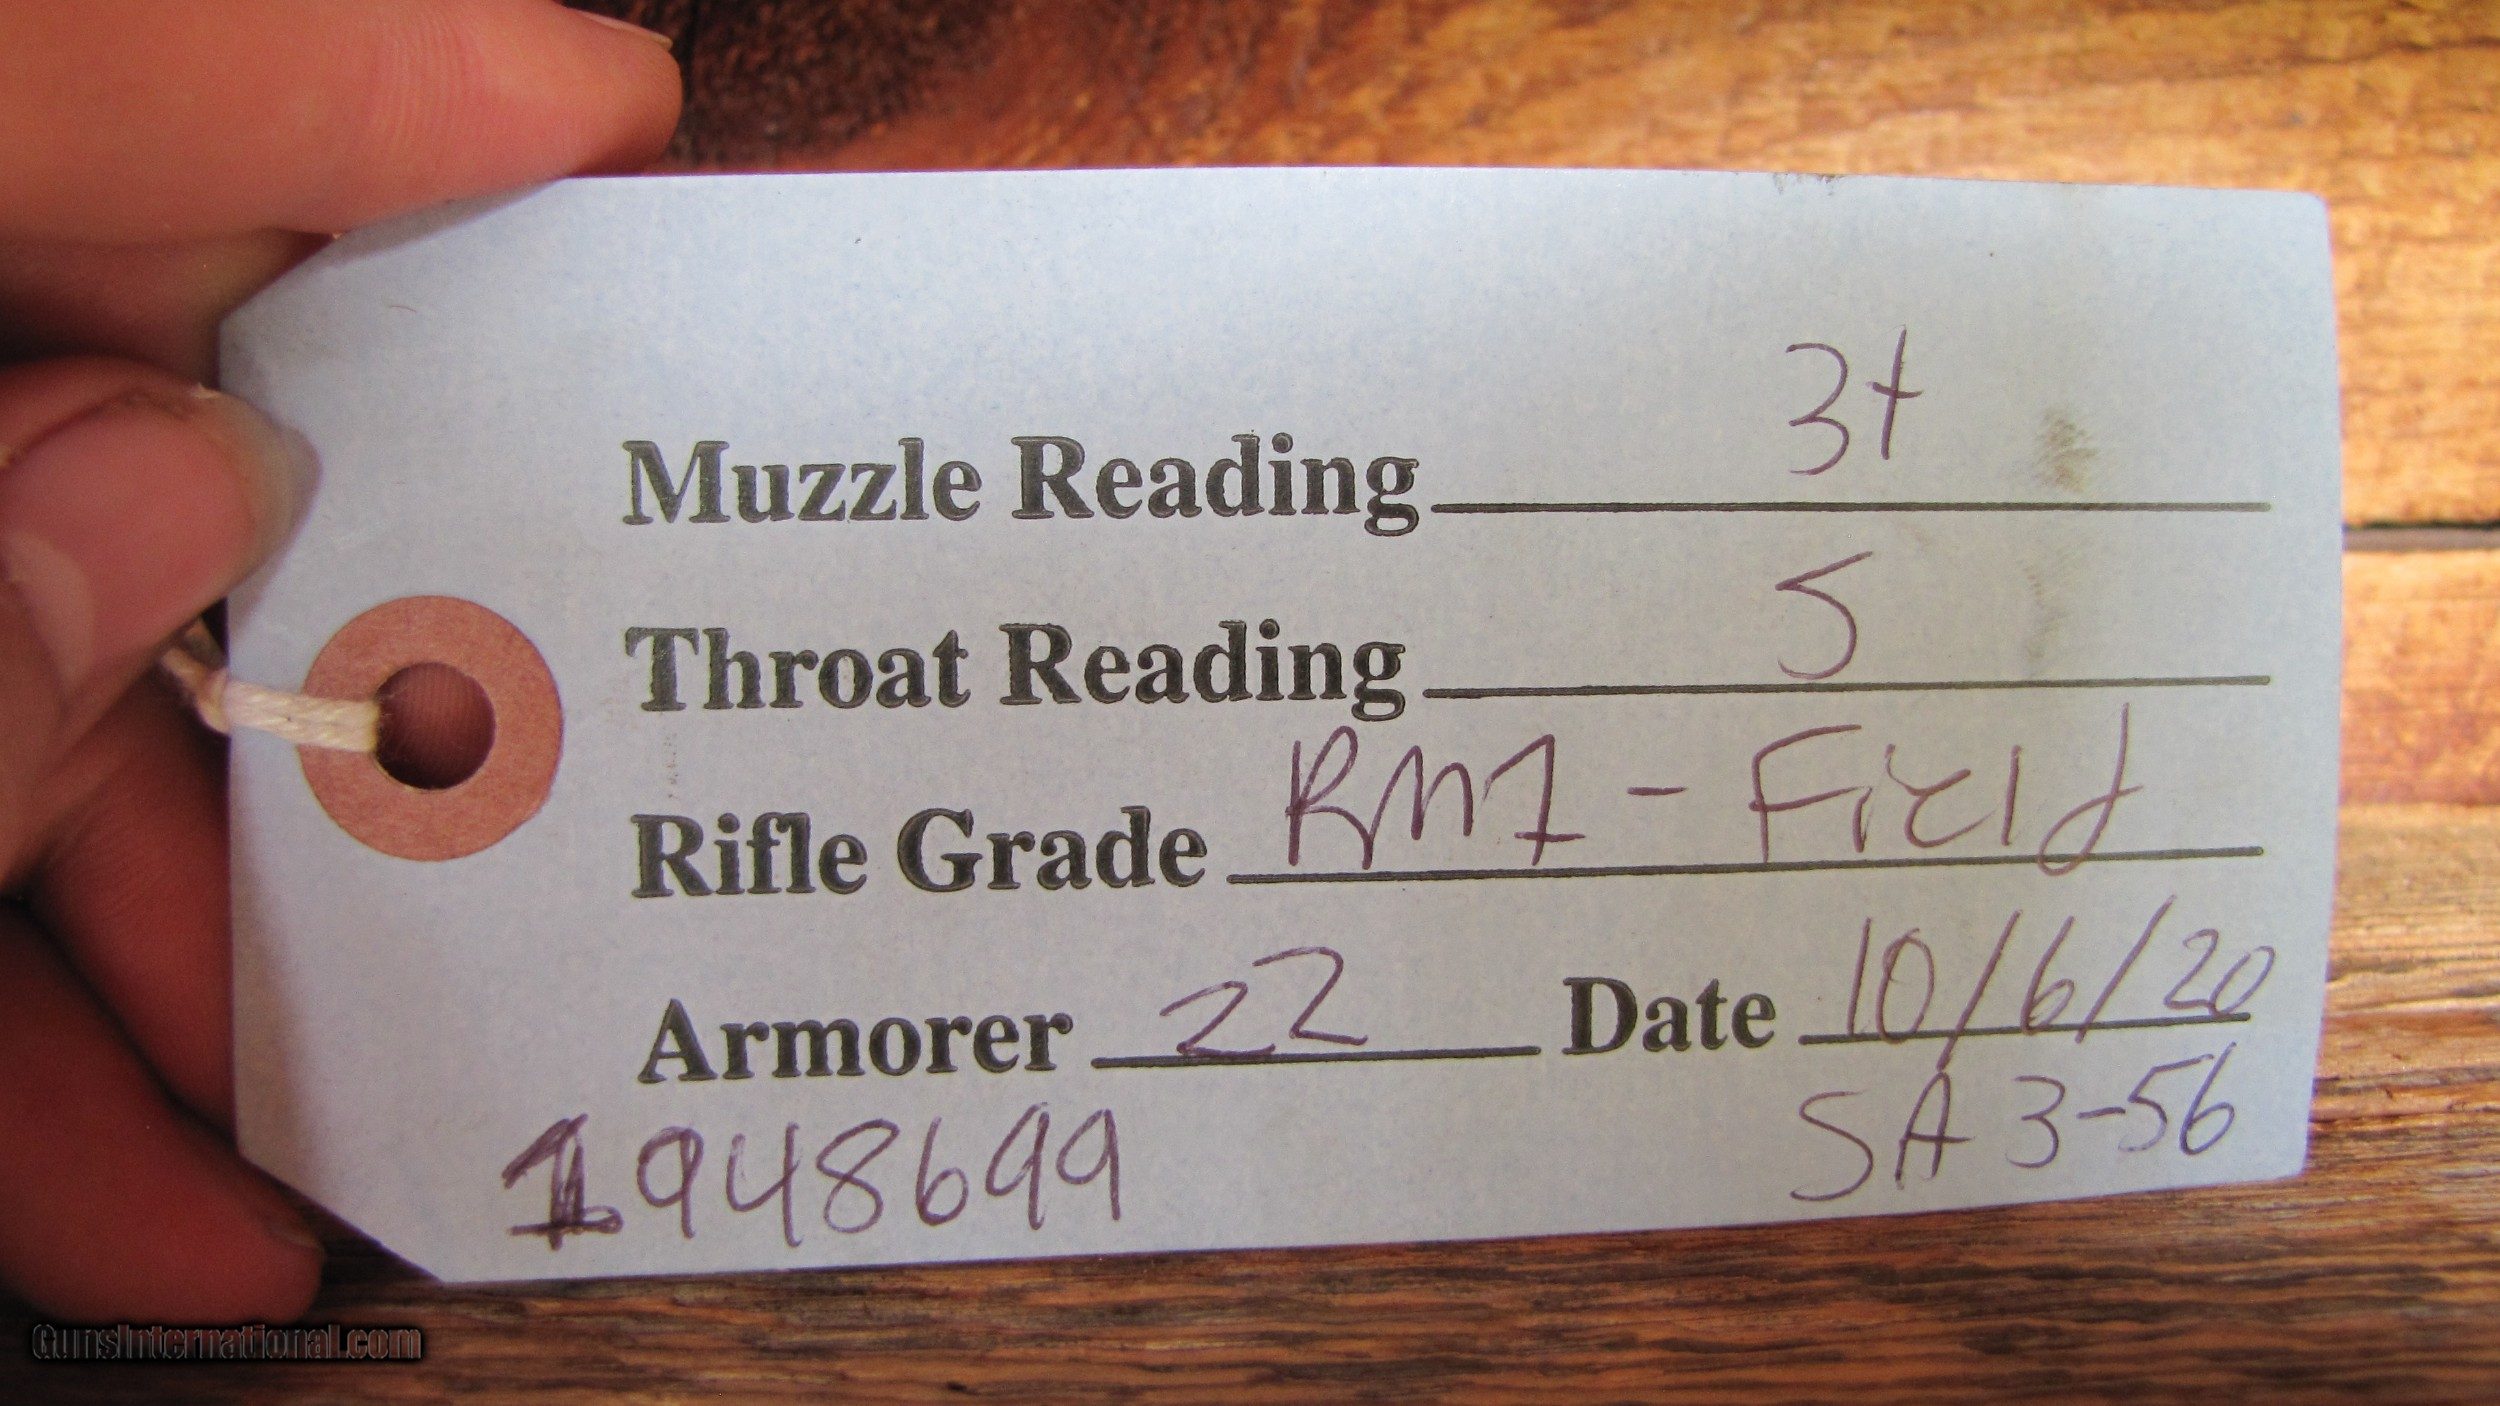 Muzzle Reading 3+
Throat Reading 5
Rifle Grade RM1 - Field
Armorer 22 Date 10/6/20
1948699 SA 3-56
GunsInternational.com